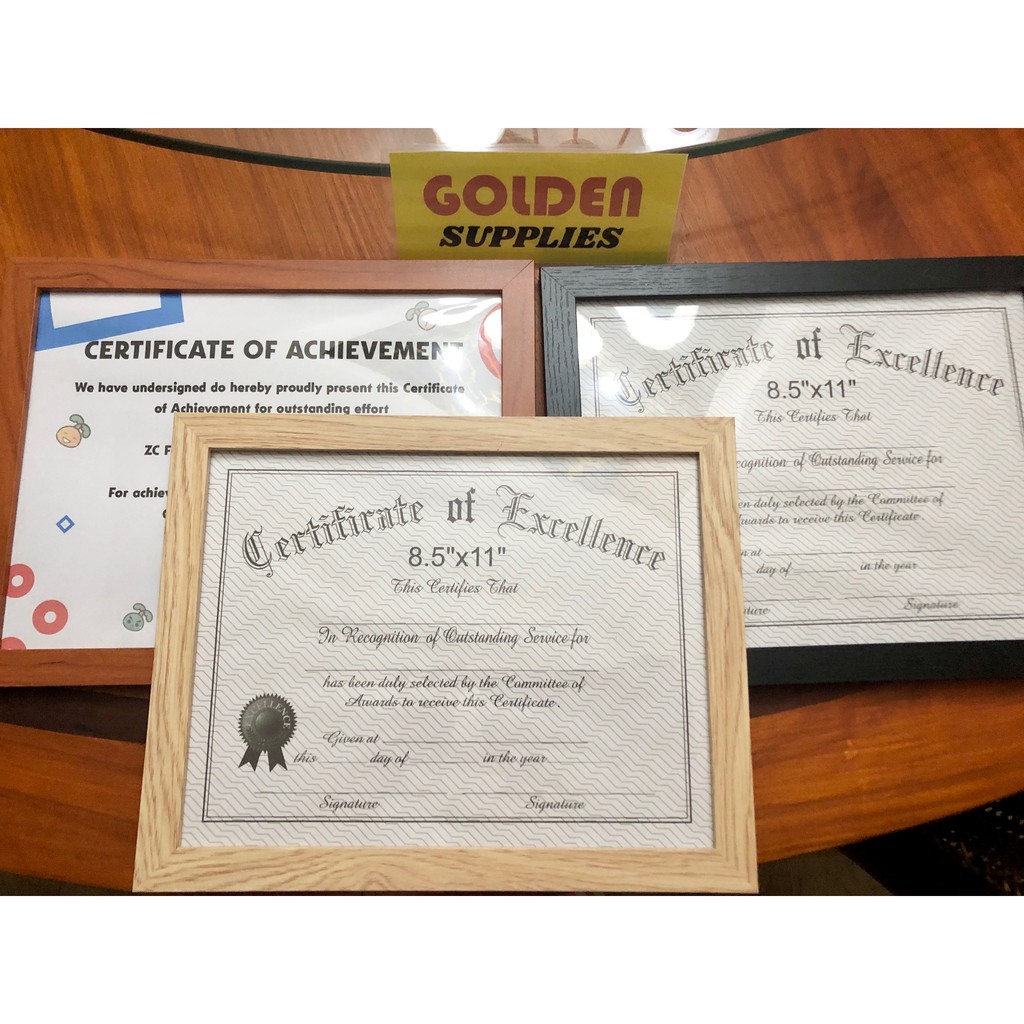 GOLDEN
SUPPLIES
CERTIFICATE OF ACHIEVEMENT
We have undersigned do hereby proudly present this Certificate
of Achievement for outstanding effort
ZC
For
Certificate of Excellence
8.5"x11"
This Certifies That
of Outstanding Service for
duly selected by the Committee of
to receive this Certificate.
at
day of in the year
Signature
Certificate of Excellence
8.5"x11"
This Certifies That
In Recognition of Outstanding Service for
has been duly selected by the Committee of
Awards to receive this Certificate.
EXCELLENCE
Given at
this day of in the year
Signature Signature